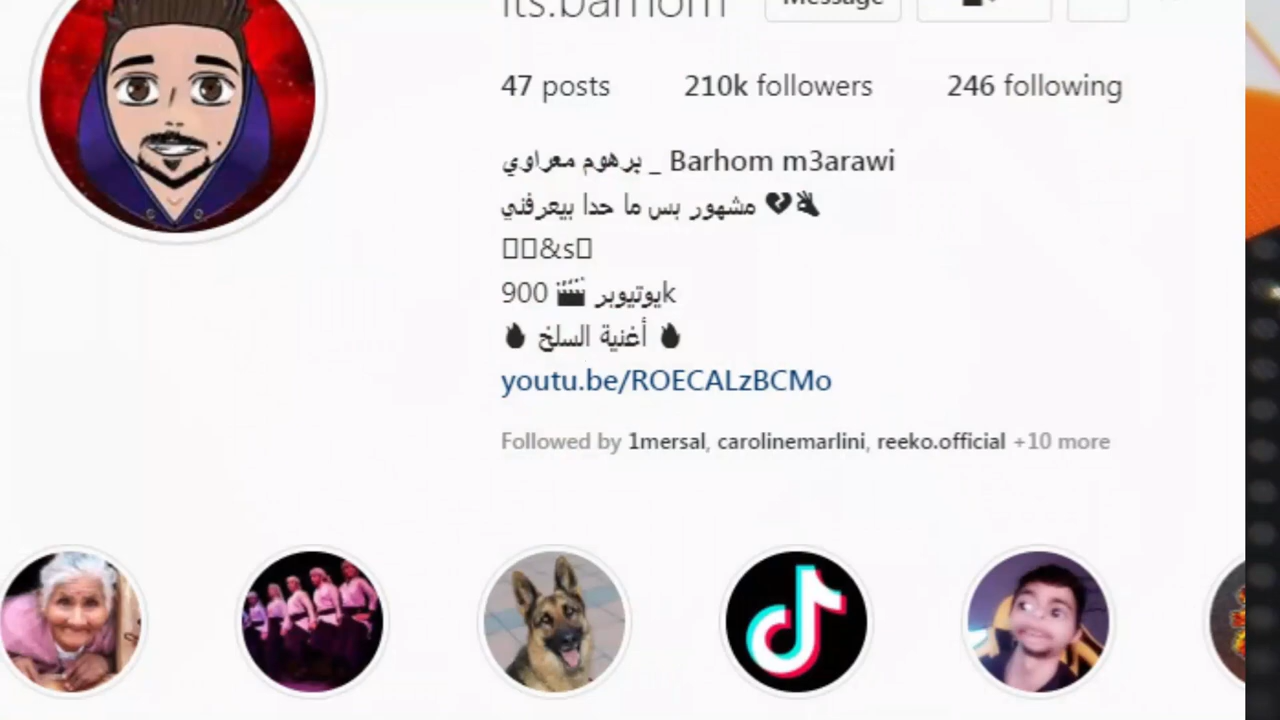 its.barhom Message
47 posts 210k followers 246 following
برهوم معراوي _ Barhom m3arawi
مشهور بس ما حدا بيعرفني
&s
900 يوتيوبر k
أغنية السلخ
youtu.be/ROECALzBCMo
Followed by 1mersal, carolinemarlini, reeko.official +10 more